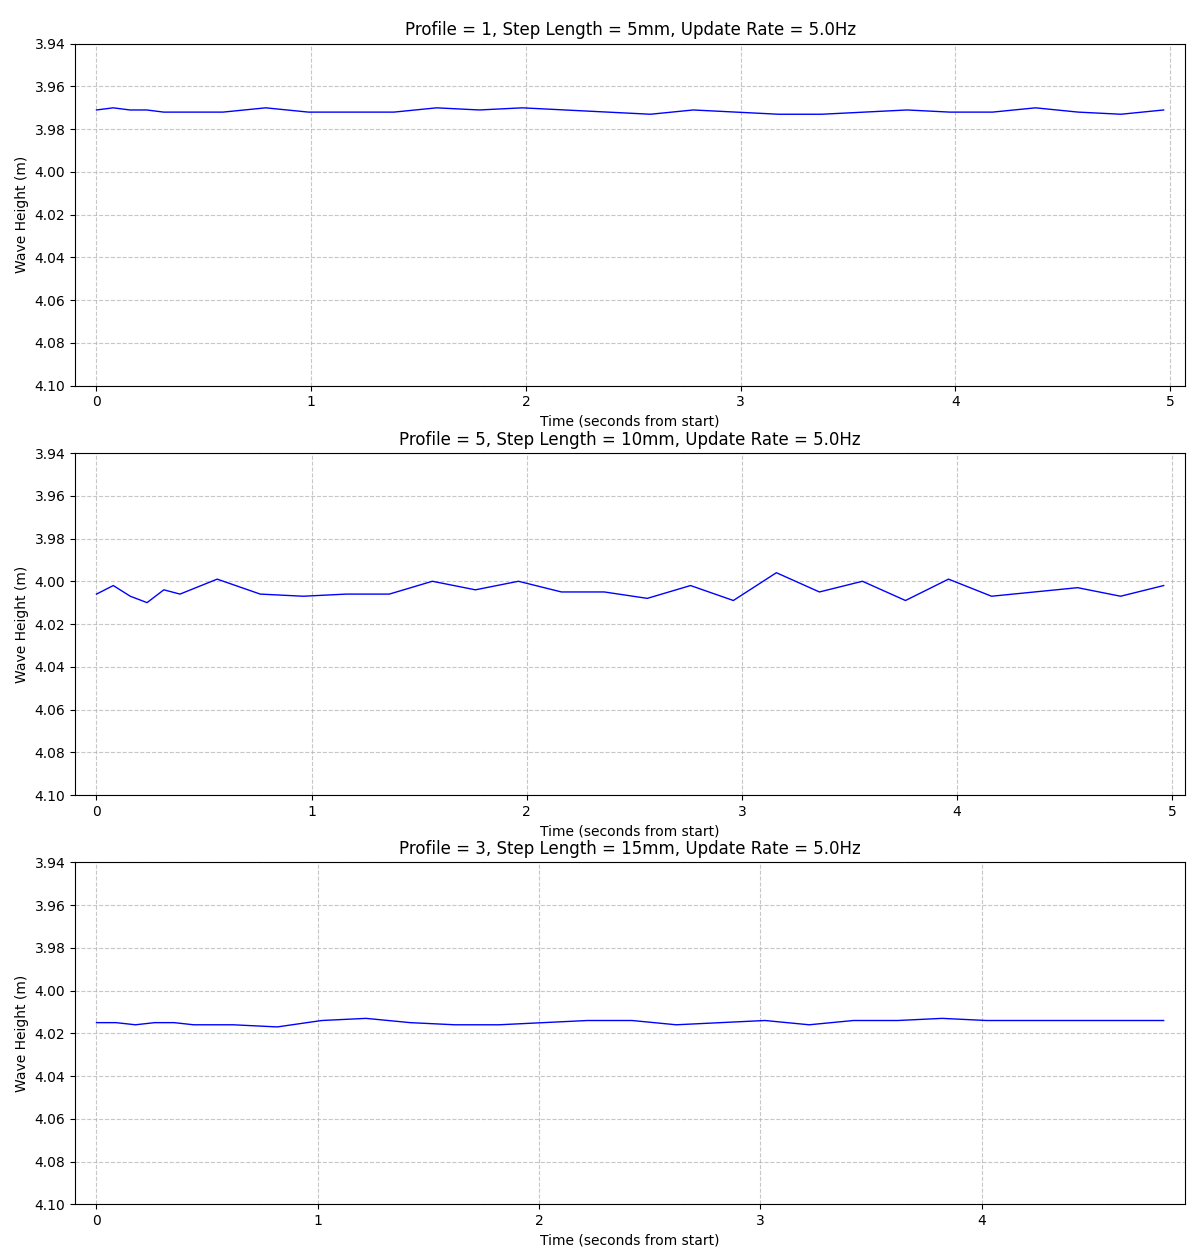 Profile = 1, Step Length = 5mm, Update Rate = 5.0Hz
3.94
3.96
3.98
4.00
4.02
4.04
4.06
4.08
4.10
Wave Height (m)
0 1 2 3 4 5
Time (seconds from start)
Profile = 5, Step Length = 10mm, Update Rate = 5.0Hz
3.94
3.96
3.98
4.00
4.02
4.04
4.06
4.08
4.10
Wave Height (m)
0 1 2 3 4 5
Time (seconds from start)
Profile = 3, Step Length = 15mm, Update Rate = 5.0Hz
3.94
3.96
3.98
4.00
4.02
4.04
4.06
4.08
4.10
Wave Height (m)
0 1 2 3 4
Time (seconds from start)